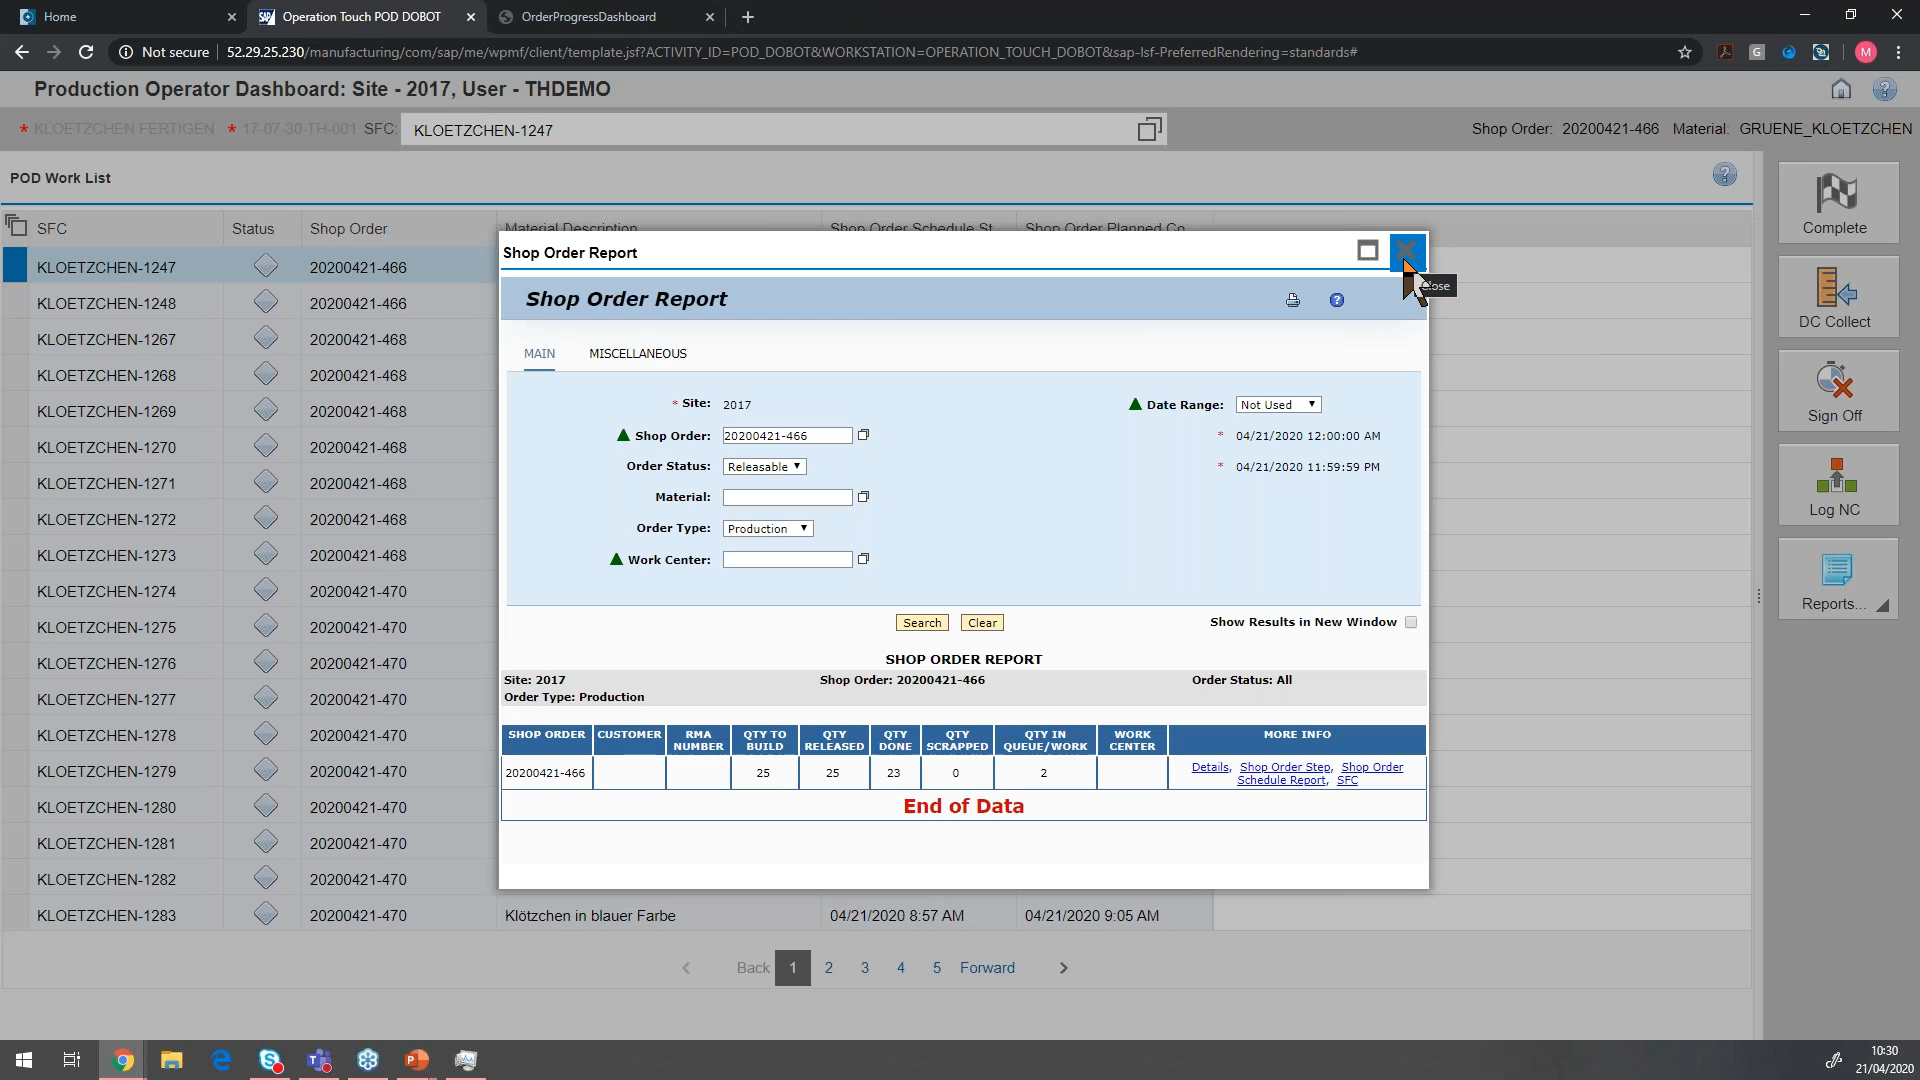 Home
Operation Touch POD DOBOT
OrderProgressDashboard
Not secure
52.29.25.230/manufacturing/com/sap/me/wpmf/client/template.jsf?ACTIVITY_ID=POD_DOBOT&WORKSTATION=OPERATION_TOUCH_DOBOT&sap-lsf-PreferredRendering=standards#
Production Operator Dashboard: Site - 2017, User - THDEMO
* KLOETZCHEN FERTIGEN * 17-07-30-TH-001 SFC: KLOETZCHEN-1247
Shop Order: 20200421-466 Material: GRUENE_KLOETZCHEN
POD Work List
SFC Status Shop Order Material Description Shop Order Schedule St Shop Order Planned Co
KLOETZCHEN-1247 20200421-466
KLOETZCHEN-1248 20200421-466
KLOETZCHEN-1267 20200421-468
KLOETZCHEN-1268 20200421-468
KLOETZCHEN-1269 20200421-468
KLOETZCHEN-1270 20200421-468
KLOETZCHEN-1271 20200421-468
KLOETZCHEN-1272 20200421-468
KLOETZCHEN-1273 20200421-468
KLOETZCHEN-1274 20200421-470
KLOETZCHEN-1275 20200421-470
KLOETZCHEN-1276 20200421-470
KLOETZCHEN-1277 20200421-470
KLOETZCHEN-1278 20200421-470
KLOETZCHEN-1279 20200421-470
KLOETZCHEN-1280 20200421-470
KLOETZCHEN-1281 20200421-470
KLOETZCHEN-1282 20200421-470
KLOETZCHEN-1283 20200421-470 Klötzchen in blauer Farbe 04/21/2020 8:57 AM 04/21/2020 9:05 AM
Back 1 2 3 4 5 Forward
Shop Order Report
Shop Order Report
MAIN MISCELLANEOUS
* Site: 2017
Shop Order: 20200421-466
Order Status: Releasable
Material:
Order Type: Production
Work Center:
Date Range: Not Used
* 04/21/2020 12:00:00 AM
* 04/21/2020 11:59:59 PM
Search Clear
Show Results in New Window
SHOP ORDER REPORT
Site: 2017 Shop Order: 20200421-466 Order Status: All
Order Type: Production
SHOP ORDER CUSTOMER RMA NUMBER QTY TO BUILD QTY RELEASED QTY DONE QTY SCRAPPED QTY IN QUEUE/WORK WORK CENTER MORE INFO
20200421-466 25 25 23 0 2 Details, Shop Order Step, Shop Order
Schedule Report, SFC
End of Data
Complete
DC Collect
Sign Off
Log NC
Reports...
10:30
21/04/2020